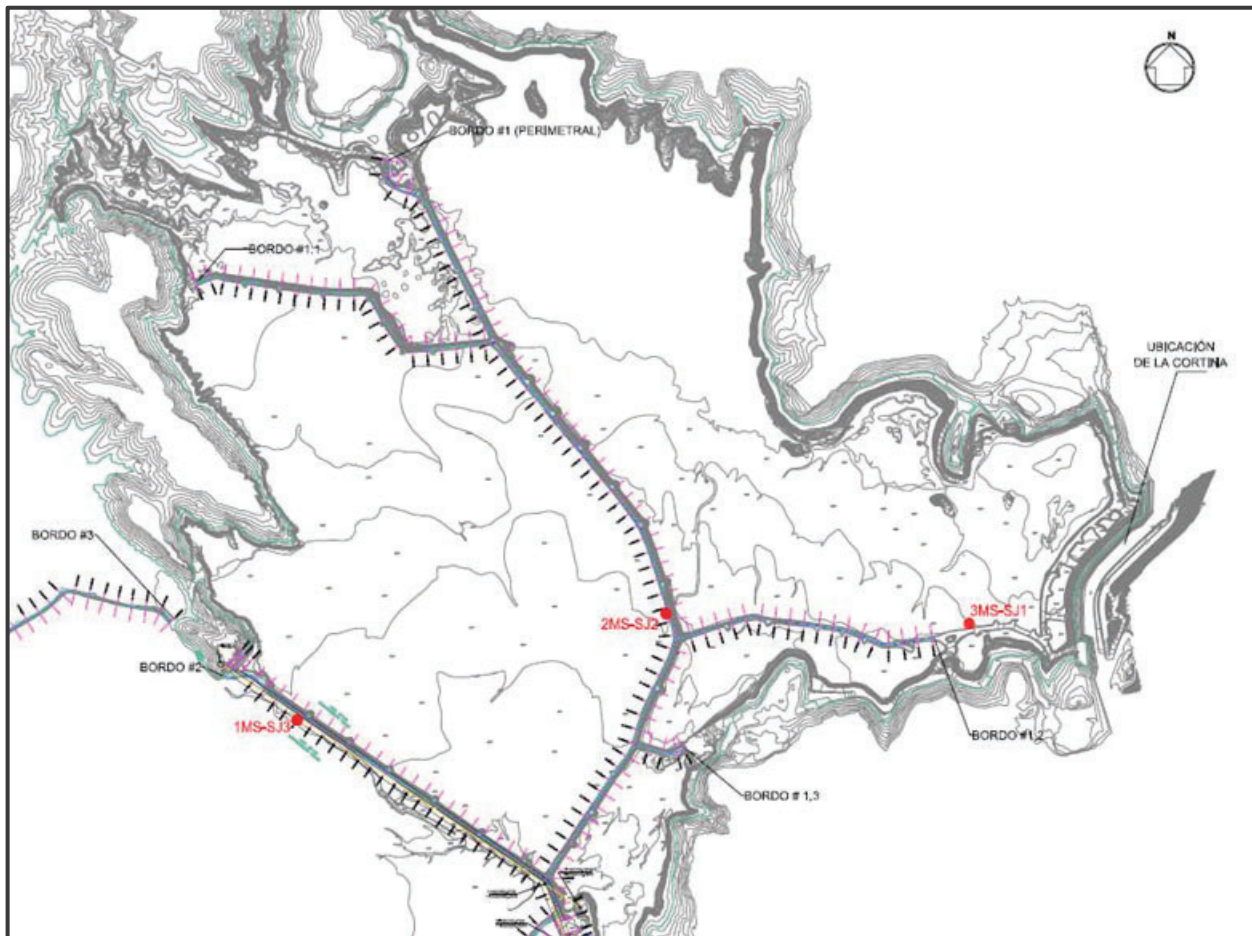 N
BORDO #1 (PERIMETRAL)
BORDO #1,1
UBICACIÓN
DE LA CORTINA
BORDO #3
2MS-SJ2
3MS-SJ1
BORDO #2
1MS-SJ3
BORDO #1,2
BORDO # 1,3